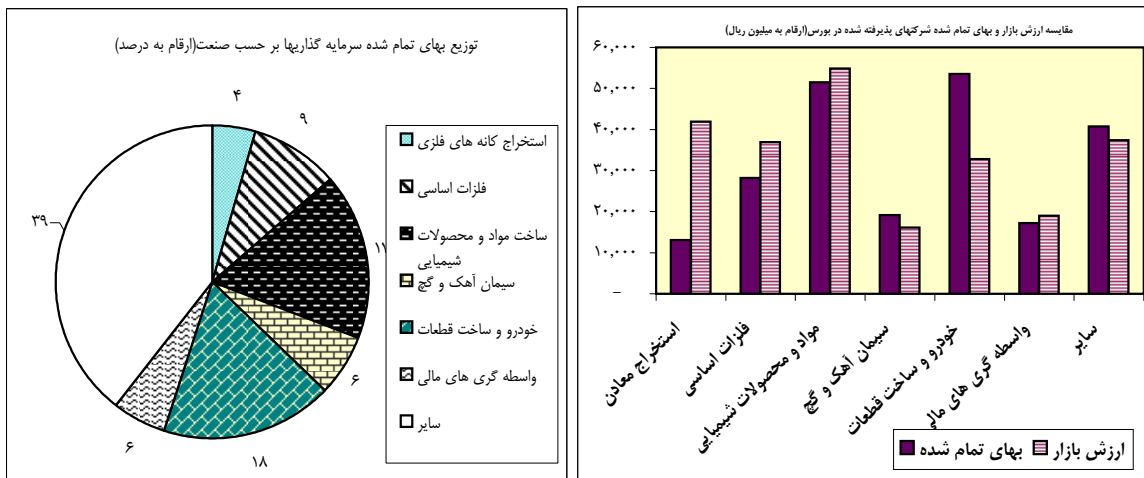 توزیع بهای تمام شده سرمایه گذاریها بر حسب صنعت(ارقام به درصد)
۴
۹
۶
۱۸
۶
۳۹
استخراج کانه های فلزی
فلزات اساسی
ساخت مواد و محصولات
شیمیایی
سیمان آهک و گچ
خودرو و ساخت قطعات
واسطه گری های مالی
سایر
مقایسه ارزش بازار و بهای تمام شده شرکتهای پذیرفته شده در بورس(ارقام به میلیون ریال)
۶۰,۰۰۰
۵۰,۰۰۰
۴۰,۰۰۰
۳۰,۰۰۰
۲۰,۰۰۰
۱۰,۰۰۰
–
استخراج معادن
فلزات اساسی
مواد و محصولات شیمیایی
سیمان آهک و گچ
خودرو و ساخت قطعات
واسطه گری های مالی
سایر
بهای تمام شده
ارزش بازار